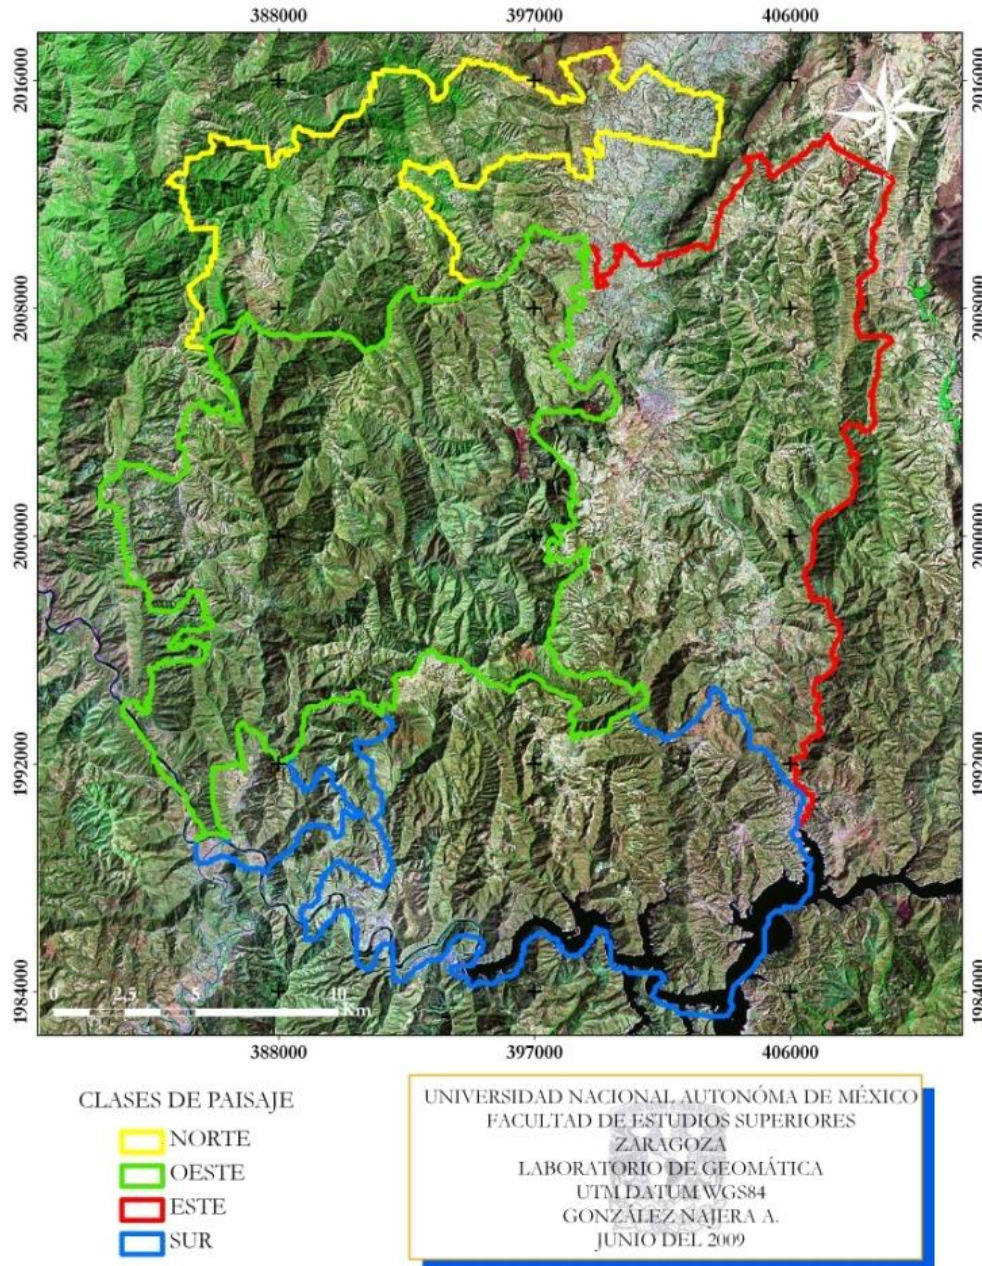 388000 397000 406000
2016000 2016000
2008000 2008000
2000000 2000000
1992000 1992000
1984000 1984000
0 2.5 5 10
Km
388000 397000 406000
CLASES DE PAISAJE
NORTE
OESTE
ESTE
SUR
UNIVERSIDAD NACIONAL AUTONÓMA DE MÉXICO
FACULTAD DE ESTUDIOS SUPERIORES
ZARAGOZA
LABORATORIO DE GEOMÁTICA
UTM DATUM WGS84
GONZÁLEZ NAJERA A.
JUNIO DEL 2009